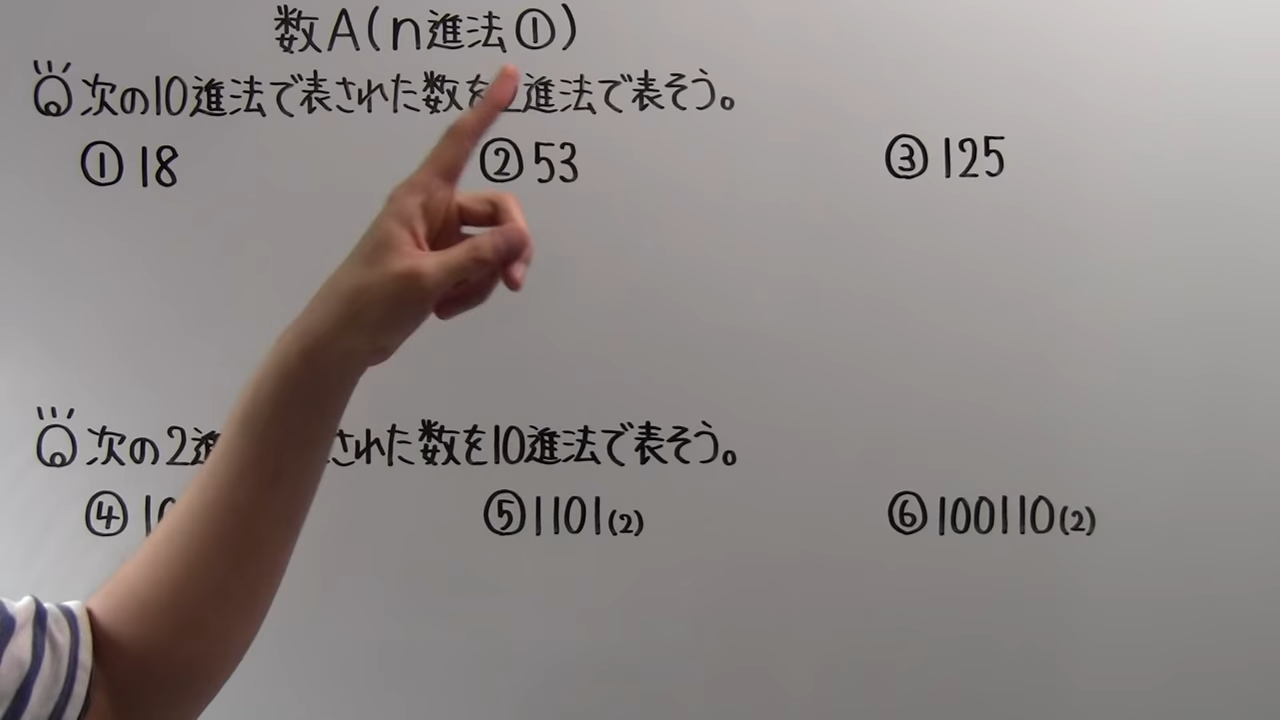 数A(n進法①)
Q 次の10進法で表された数を2進法で表そう。
① 18 ② 53 ③ 125
Q 次の2進 された数を10進法で表そう。
④ ⑤ 1101(2) ⑥ 100110(2)